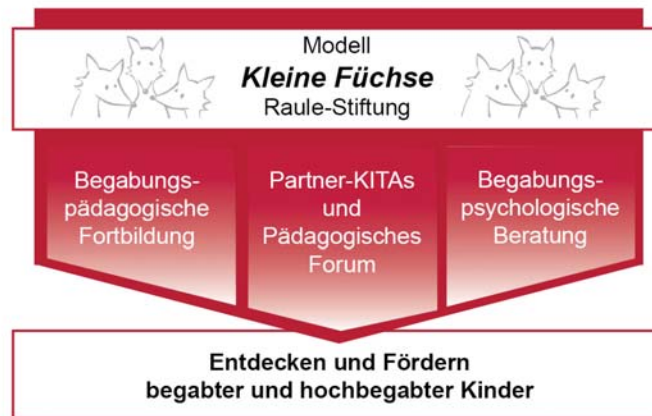 Modell
Kleine Füchse
Raule-Stiftung
Begabungs-
pädagogische
Fortbildung
Partner-KITAs
und
Pädagogisches
Forum
Begabungs-
psychologische
Beratung
Entdecken und Fördern
begabter und hochbegabter Kinder